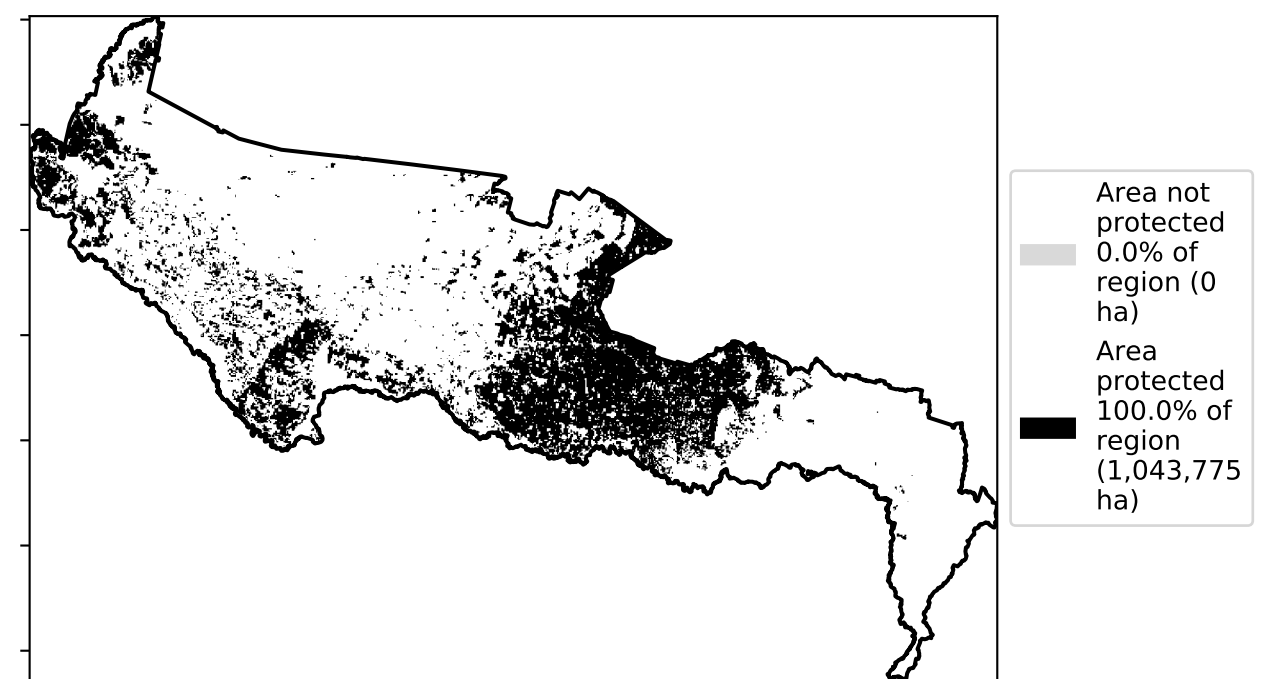 Area not
protected
0.0% of
region (0
ha)
Area
protected
100.0% of
region
(1,043,775
ha)